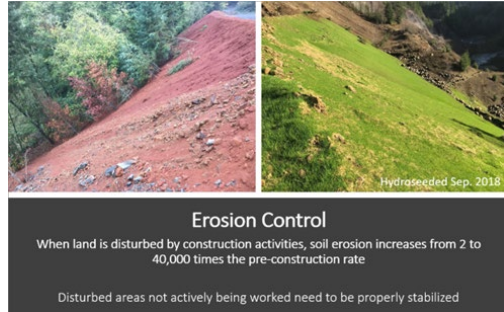 Hydroseeded Sep. 2018
Erosion Control
When land is disturbed by construction activities, soil erosion increases from 2 to
40,000 times the pre-construction rate
Disturbed areas not actively being worked need to be properly stabilized